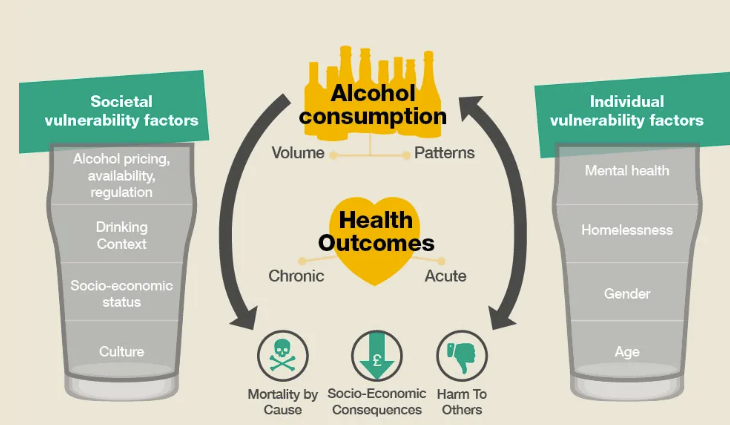 Societal
vulnerability factors
Alcohol pricing,
availability,
regulation
Drinking
Context
Socio-economic
status
Culture
Alcohol
consumption
Volume
Patterns
Health
Outcomes
Chronic
Acute
£
Mortality by
Cause
Socio-Economic
Consequences
Harm To
Others
Individual
vulnerability factors
Mental health
Homelessness
Gender
Age